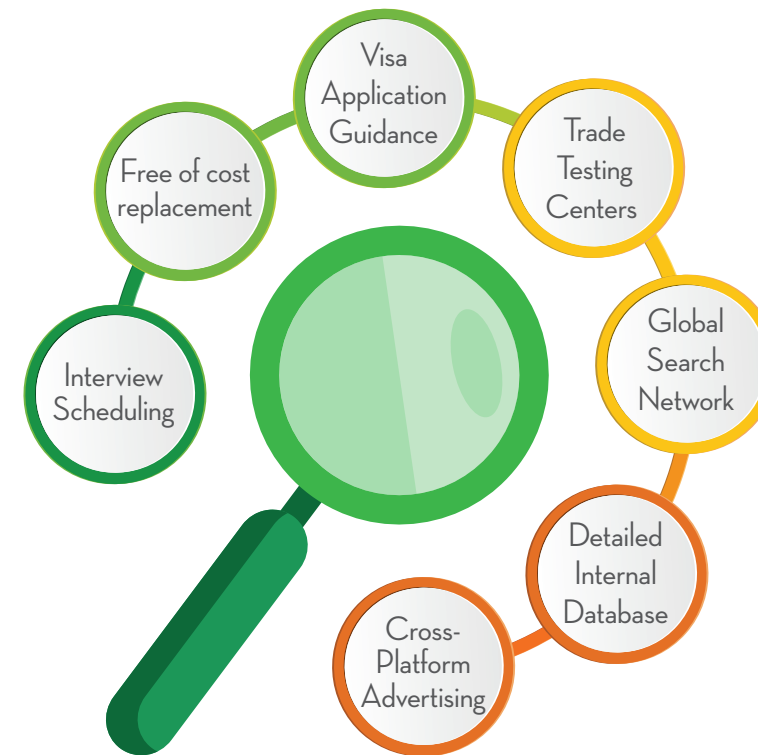 Visa
Application
Guidance
Free of cost
replacement
Trade
Testing
Centers
Interview
Scheduling
Global
Search
Network
Detailed
Internal
Database
Cross-
Platform
Advertising